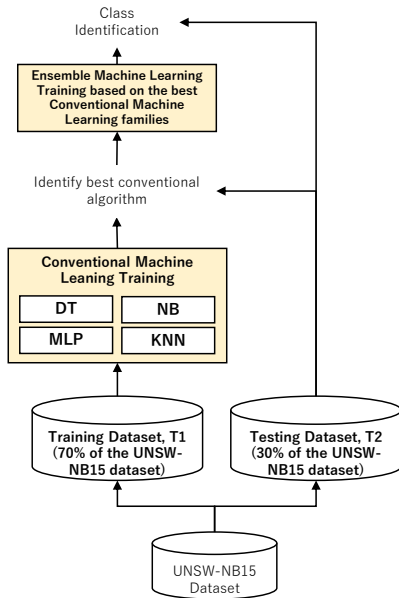 Class
Identification
Ensemble Machine Learning
Training based on the best
Conventional Machine
Learning families
Identify best conventional
algorithm
Conventional Machine
Leaning Training
DT
NB
MLP
KNN
Training Dataset, T1
(70% of the UNSW-
NB15 dataset)
Testing Dataset, T2
(30% of the UNSW-
NB15 dataset)
UNSW-NB15
Dataset